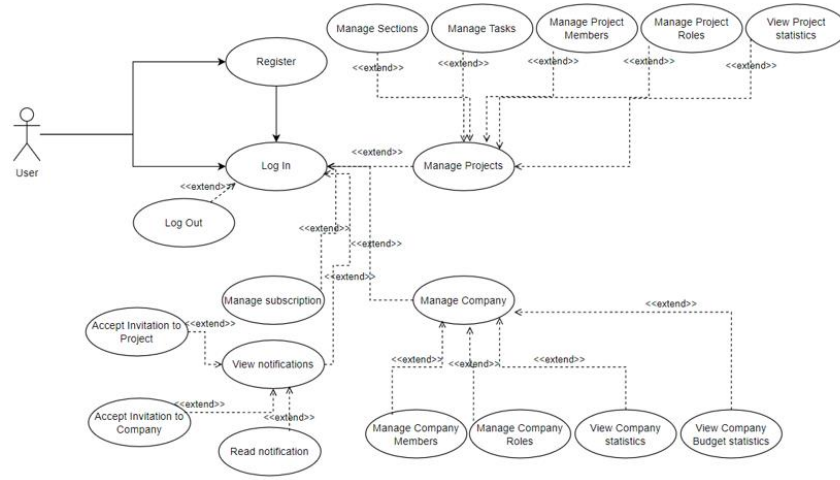 Manage Sections
Manage Tasks
Manage Project
Members
Manage Project
Roles
View Project
statistics
<<extend>>
<<extend>>
<<extend>>
<<extend>>
<<extend>>
Register
User
Log In
<<extend>>
Manage Projects
<<extend>>
Log Out
<<extend>>
<<extend>>
<<extend>>
<<extend>>
Manage subscription
Manage Company
<<extend>>
Accept Invitation to
Project
<<extend>>
View notifications
<<extend>>
<<extend>>
<<extend>>
Accept Invitation to
Company
<<extend>>
<<extend>>
Read notification
Manage Company
Members
Manage Company
Roles
View Company
statistics
View Company
Budget statistics